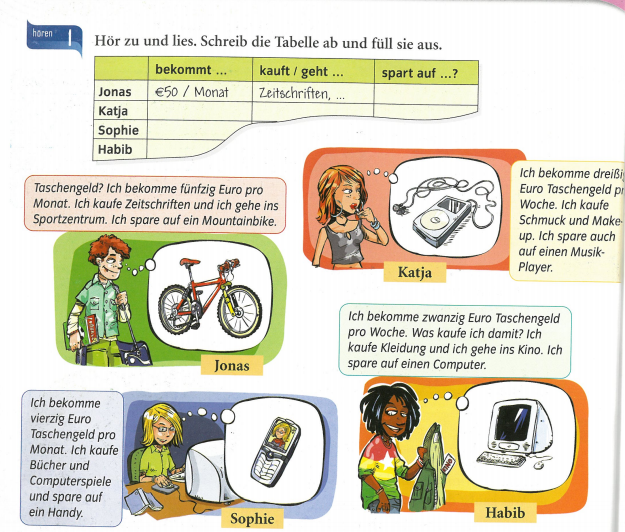 hören 1
Hör zu und lies. Schreib die Tabelle ab und füll sie aus.
bekommt ... kauft / geht ... spart auf ...?
Jonas €50 / Monat Zeitschriften, ...
Katja
Sophie
Habib
Taschengeld? Ich bekomme fünfzig Euro pro
Monat. Ich kaufe Zeitschriften und ich gehe ins
Sportzentrum. Ich spare auf ein Mountainbike.
Jonas
Ich bekomme
Euro Taschengeld
Woche. Ich kaufe
Schmuck und Make-
up. Ich spare auch
auf einen Musik-
Player.
Katja
Ich bekomme zwanzig Euro Taschengeld
pro Woche. Was kaufe ich damit? Ich
kaufe Kleidung und ich gehe ins Kino. Ich
spare auf einen Computer.
Habib
Ich bekomme
vierzig Euro
Taschengeld pro
Monat. Ich kaufe
Bücher und
Computerspiele
und spare auf
ein Handy.
Sophie